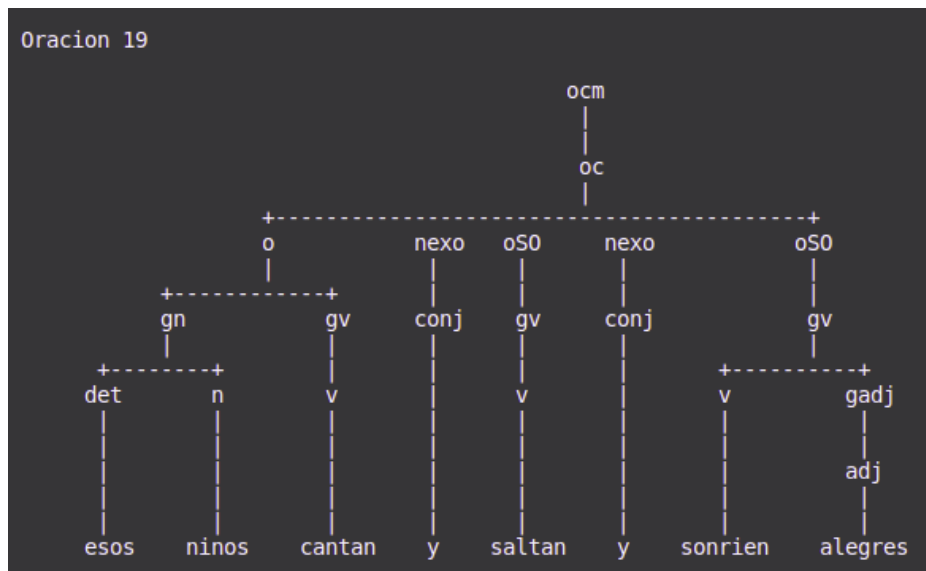 Oracion 19
ocm
oc
o nexo oSO nexo oSO
gn gv conj gv conj gv
det n v v v gadj
adj
esos ninos cantan y saltan y sonrien alegres